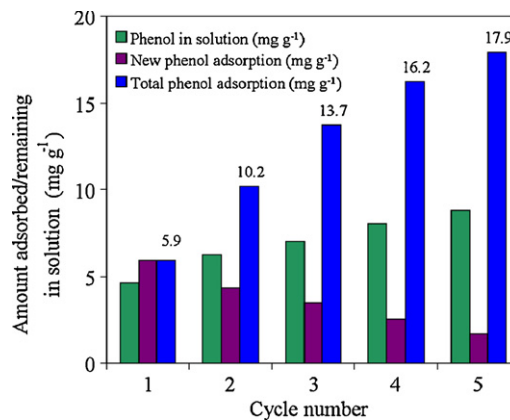 20
15
10
5
0
Amount adsorbed/remaining
in solution (mg g-1)
Phenol in solution (mg g-1)
New phenol adsorption (mg g-1)
Total phenol adsorption (mg g-1)
5.9
10.2
13.7
16.2
17.9
1 2 3 4 5
Cycle number